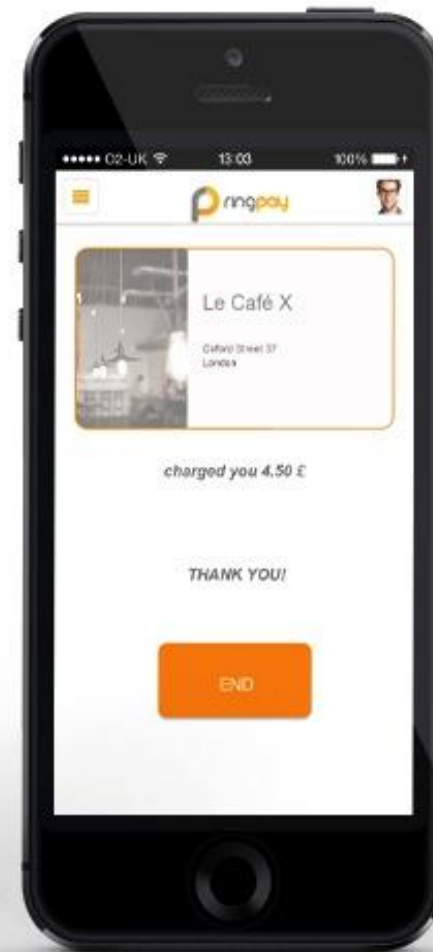 O2-UK 13:03 100%
ringpay
Le Café X
Oxford Street 37
London
charged you 4.50 £
THANK YOU!
END